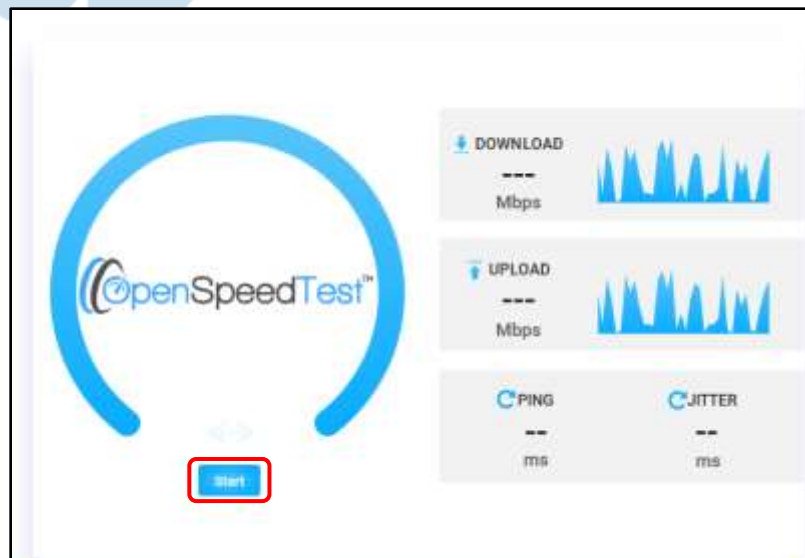 OpenSpeedTest™
Start
DOWNLOAD
---
Mbps
UPLOAD
---
Mbps
PING
--
ms
JITTER
--
ms